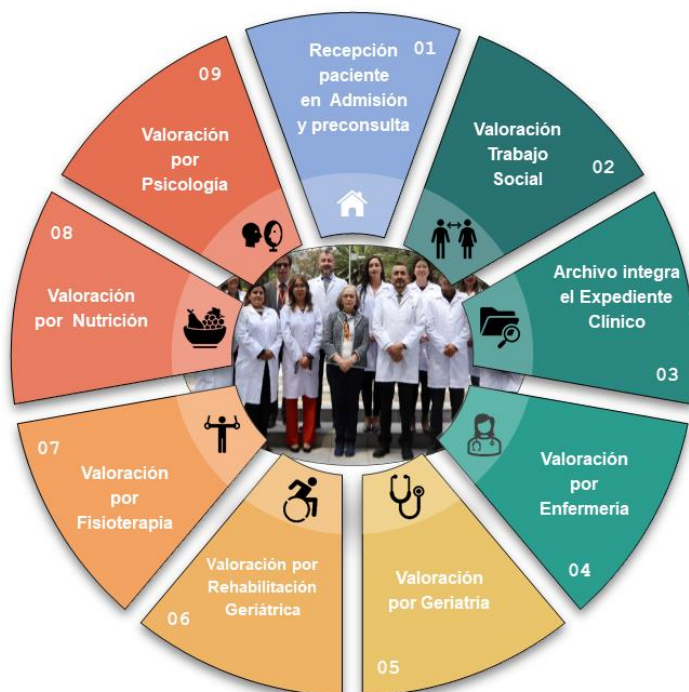 01
Recepción
paciente
en Admisión
y preconsulta
Valoración
Trabajo
Social
02
Archivo integra
el Expediente
Clínico
03
Valoración
por
Enfermería
04
Valoración
por Geriatría
05
Valoración por
Rehabilitación
Geriátrica
06
07
Valoración
por
Fisioterapia
08
Valoración
por Nutrición
09
Valoración
por
Psicología